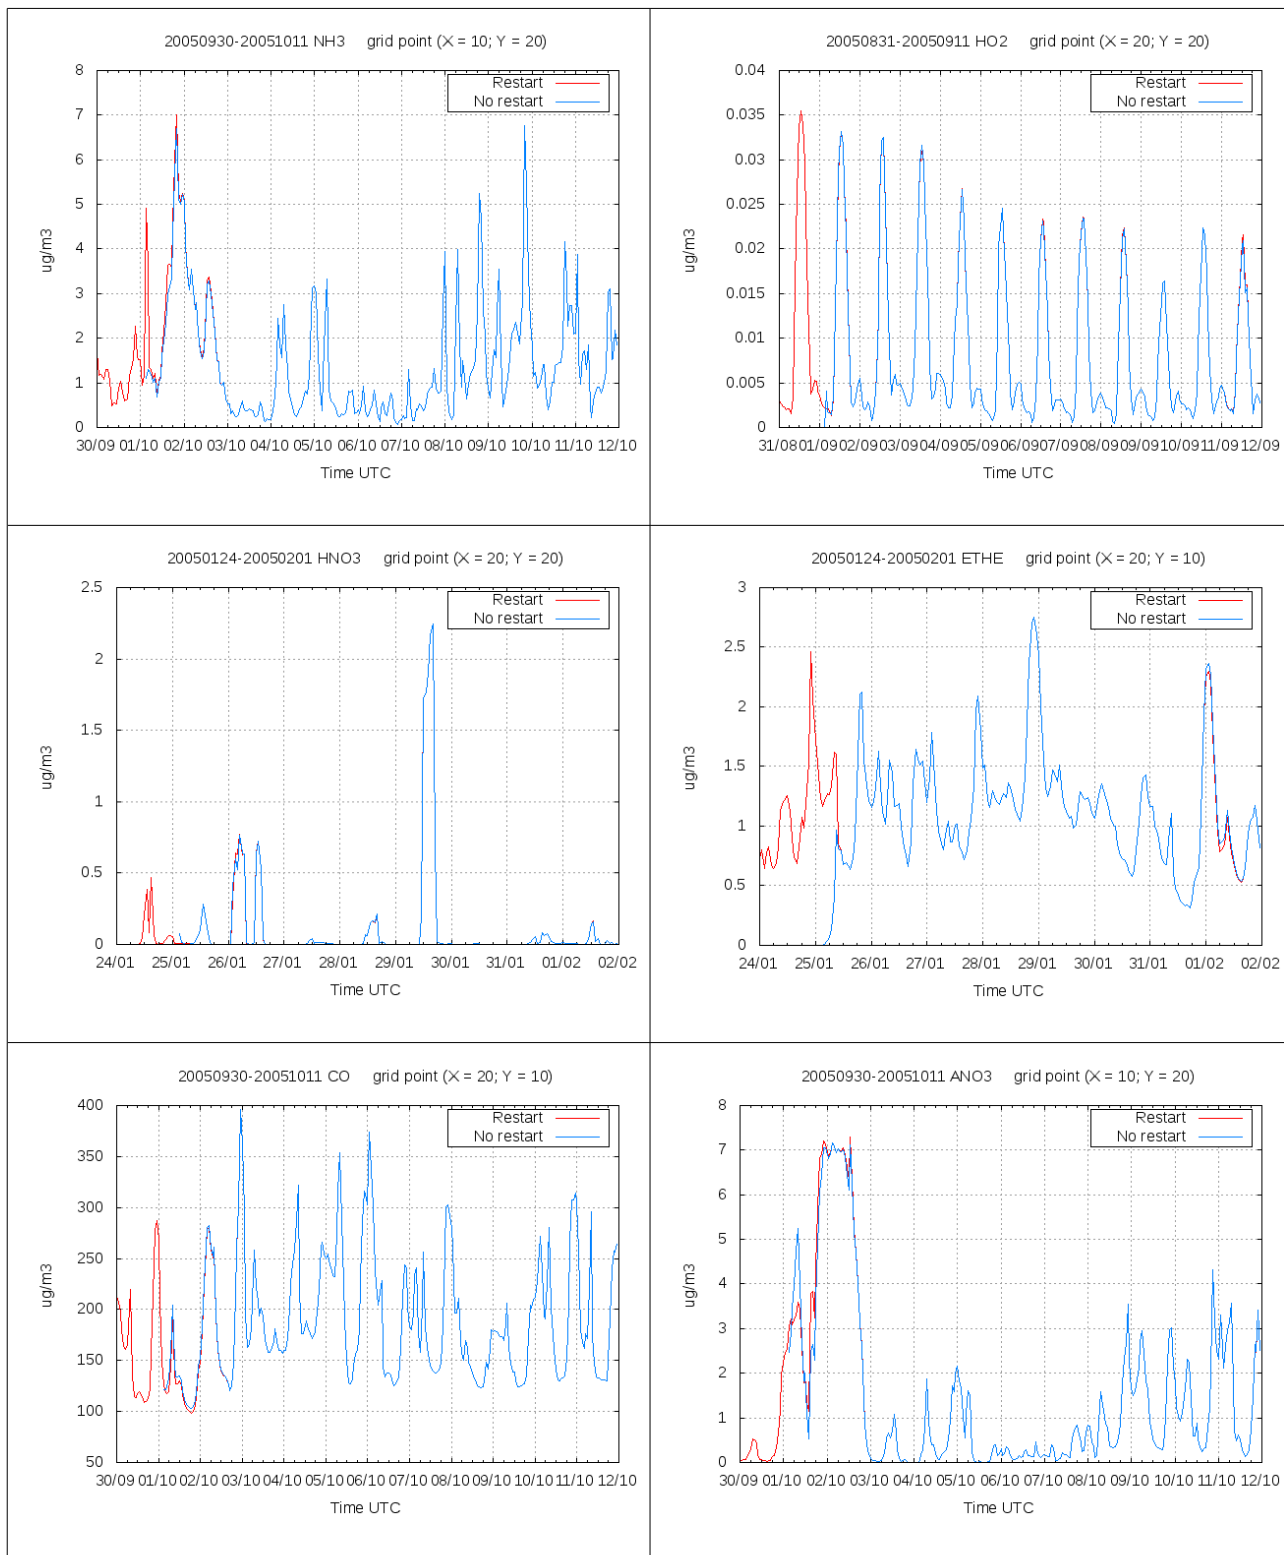 20050930-20051011 NH3 grid point (X = 10; Y = 20)
8
7
6
5
4
3
2
1
0
ug/m3
Restart
No restart
30/09 01/10 02/10 03/10 04/10 05/10 06/10 07/10 08/10 09/10 10/10 11/10 12/10
Time UTC
20050831-20050911 HO2 grid point (X = 20; Y = 20)
0.04
0.035
0.03
0.025
0.02
0.015
0.01
0.005
0
ug/m3
Restart
No restart
31/08 01/09 02/09 03/09 04/09 05/09 06/09 07/09 08/09 09/09 10/09 11/09 12/09
Time UTC
20050124-20050201 HNO3 grid point (X = 20; Y = 20)
2.5
2
1.5
1
0.5
0
ug/m3
Restart
No restart
24/01 25/01 26/01 27/01 28/01 29/01 30/01 31/01 01/02 02/02
Time UTC
20050124-20050201 ETHE grid point (X = 20; Y = 10)
3
2.5
2
1.5
1
0.5
0
ug/m3
Restart
No restart
24/01 25/01 26/01 27/01 28/01 29/01 30/01 31/01 01/02 02/02
Time UTC
20050930-20051011 CO grid point (X = 20; Y = 10)
400
350
300
250
200
150
100
50
ug/m3
Restart
No restart
30/09 01/10 02/10 03/10 04/10 05/10 06/10 07/10 08/10 09/10 10/10 11/10 12/10
Time UTC
20050930-20051011 ANO3 grid point (X = 10; Y = 20)
8
7
6
5
4
3
2
1
0
ug/m3
Restart
No restart
30/09 01/10 02/10 03/10 04/10 05/10 06/10 07/10 08/10 09/10 10/10 11/10 12/10
Time UTC